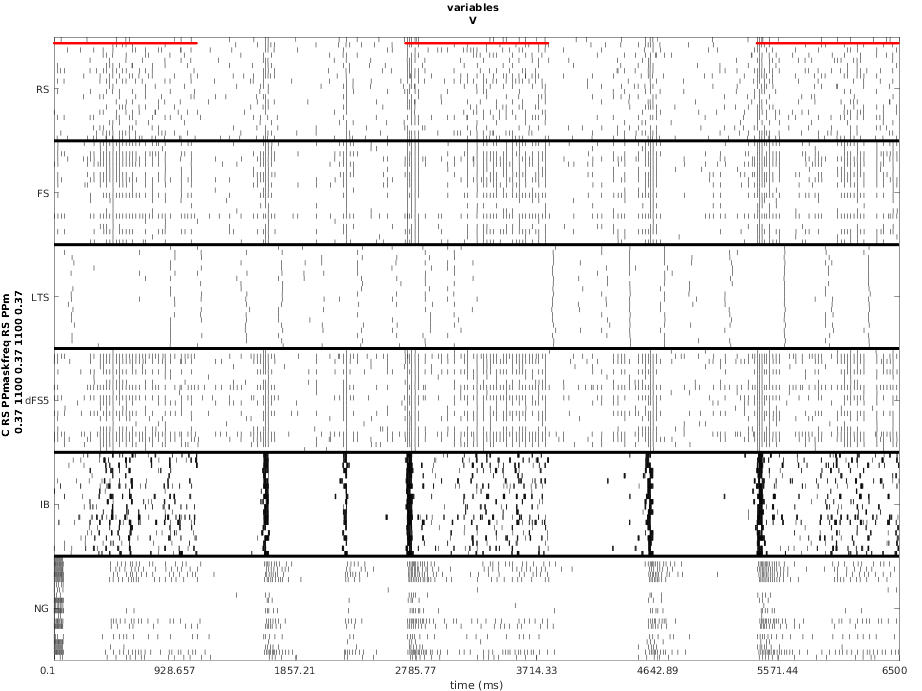 variables
V
C RS PPmaskfreq RS PPm
0.37 1100 0.37 1100 0.37
RS
FS
LTS
dFS5
IB
NG
0.1 928.657 1857.21 2785.77 3714.33 4642.89 5571.44 6500
time (ms)